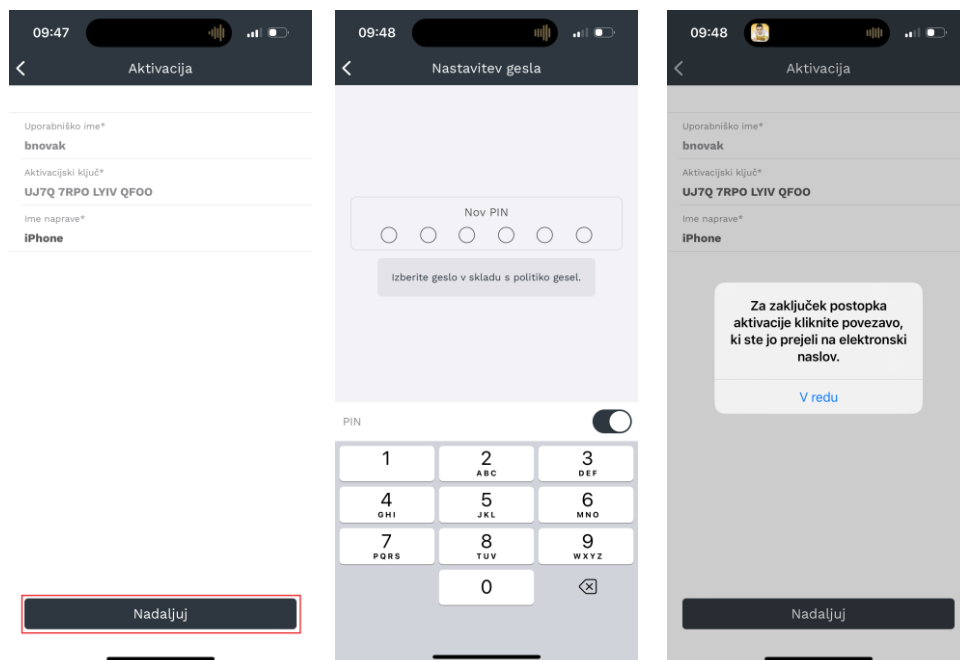 09:47
Aktivacija
Uporabniško ime*
bnovak
Aktivacijski ključ*
UJ7Q 7RPO LYIV QFOO
Ime naprave*
iPhone
Nadaljuj
09:48
Nastavitev gesla
Nov PIN
Izberite geslo v skladu s politiko gesel.
PIN
1
2
ABC
3
DEF
4
GHI
5
JKL
6
MNO
7
PQRS
8
TUV
9
WXYZ
0
09:48
Aktivacija
Uporabniško ime*
bnovak
Aktivacijski ključ*
UJ7Q 7RPO LYIV QFOO
Ime naprave*
iPhone
Za zaključek postopka
aktivacije kliknite povezavo,
ki ste jo prejeli na elektronski
naslov.
V redu
Nadaljuj